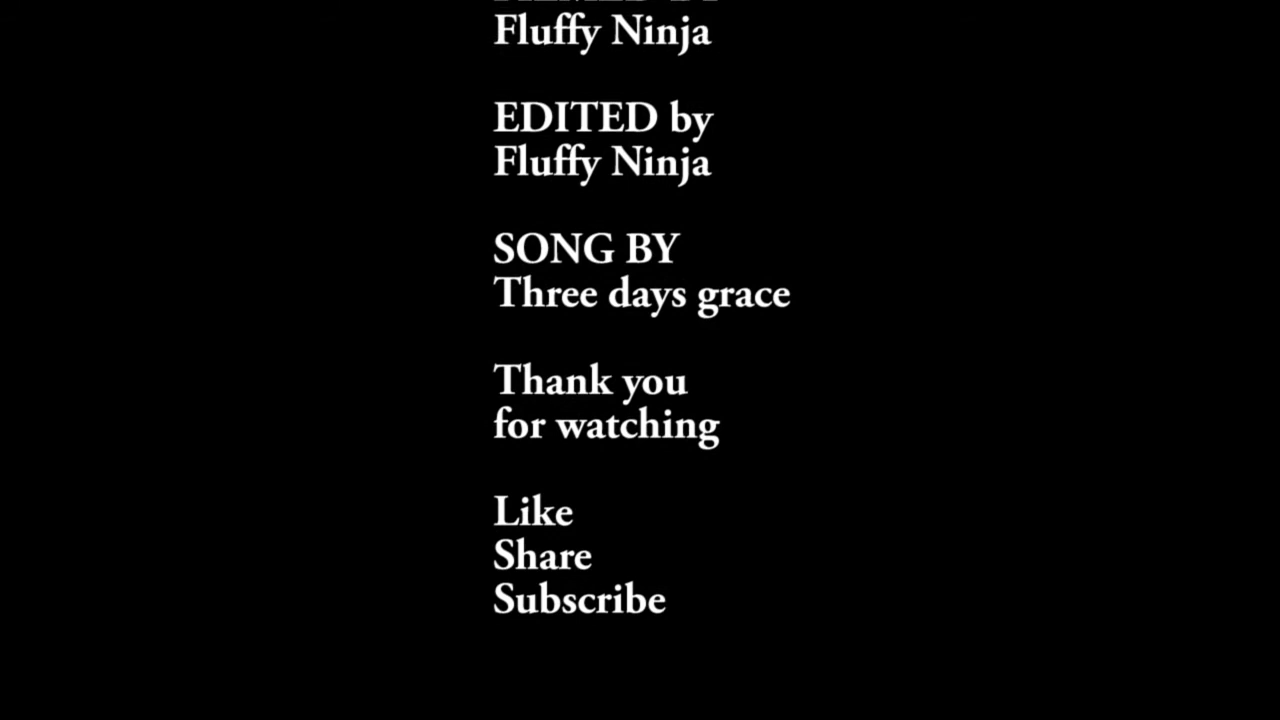 Fluffy Ninja
EDITED by
Fluffy Ninja
SONG BY
Three days grace
Thank you
for watching
Like
Share
Subscribe